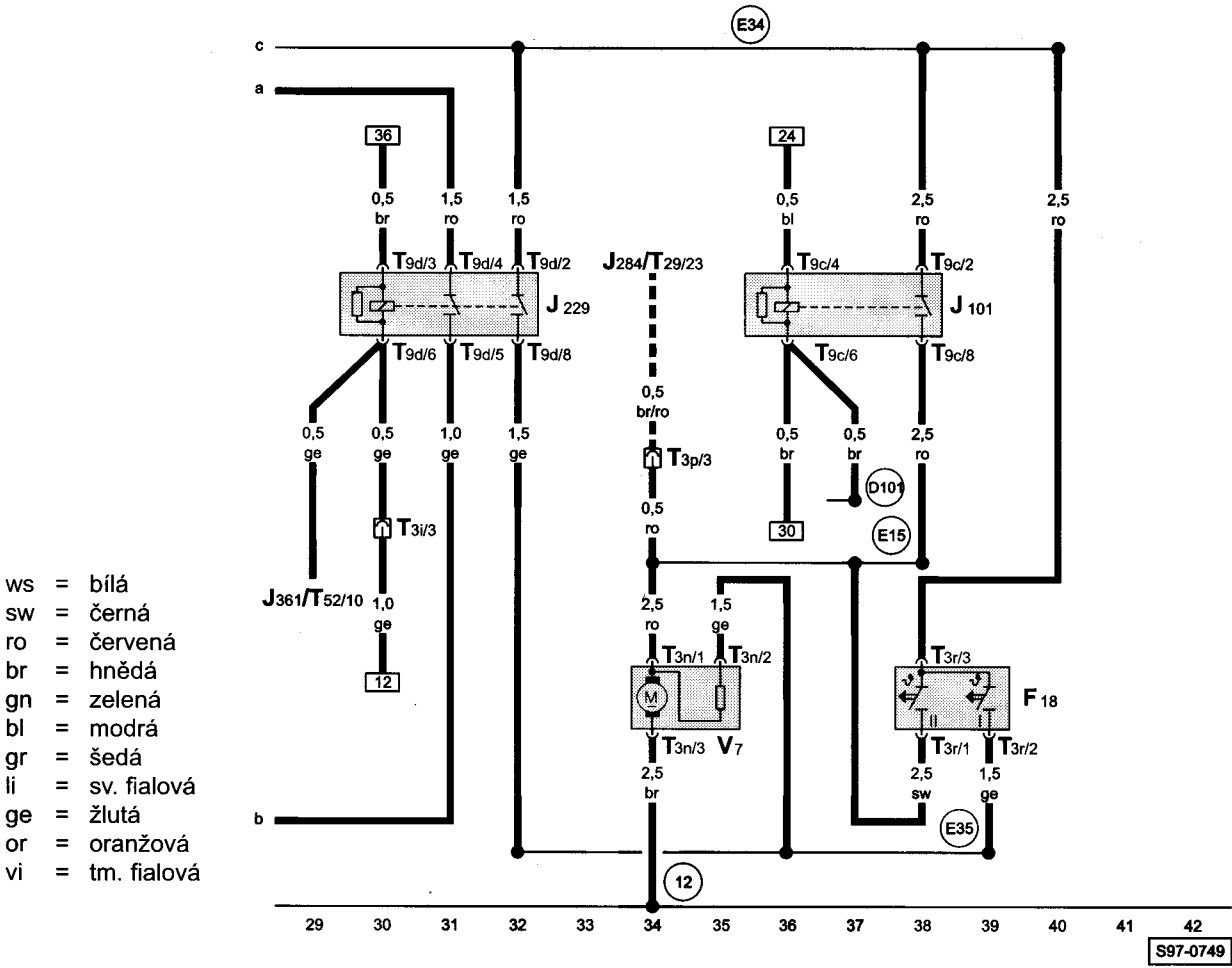 E34
c
a
36
24
0,5 1,5 1,5 0,5 2,5 2,5
br ro ro bl ro ro
T9d/3 T9d/4 T9d/2 J284/T29/23 T9c/4 T9c/2
J 229 J 101
T9d/6 T9d/5 T9d/8 T9c/6 T9c/8
0,5
br/ro
0,5 0,5 1,0 1,5 0,5 0,5 2,5
ge ge ge ge br br ro
T3p/3
D101
0,5
ro
T3i/3 30 E15
J361/T52/10 1,0 2,5 1,5
ge ro ge
T3n/1 T3n/2 T3r/3
12
M F 18
II I
T3n/3 V7 T3r/1 T3r/2
2,5 2,5 1,5
br sw ge
b E35
12
ws = bílá
sw = černá
ro = červená
br = hnědá
gn = zelená
bl = modrá
gr = šedá
li = sv. fialová
ge = žlutá
or = oranžová
vi = tm. fialová
29 30 31 32 33 34 35 36 37 38 39 40 41 42
S97-0749